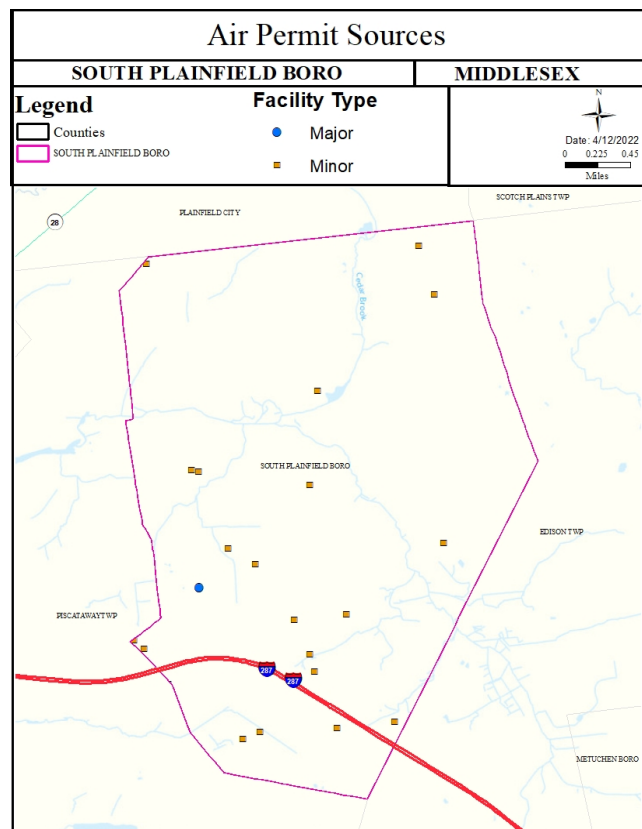 Air Permit Sources
SOUTH PLAINFIELD BORO
MIDDLESEX
Legend
Counties
SOUTH PLAINFIELD BORO
Facility Type
Major
Minor
N
Date: 4/12/2022
0 0.225 0.45
Miles
SCOTCH PLAINS TWP
PLAINFIELD CITY
28
Cedar Brook
SOUTH PLAINFIELD BORO
EDISON TWP
PISCATAWAYTWP
287
287
METUCHEN BORO